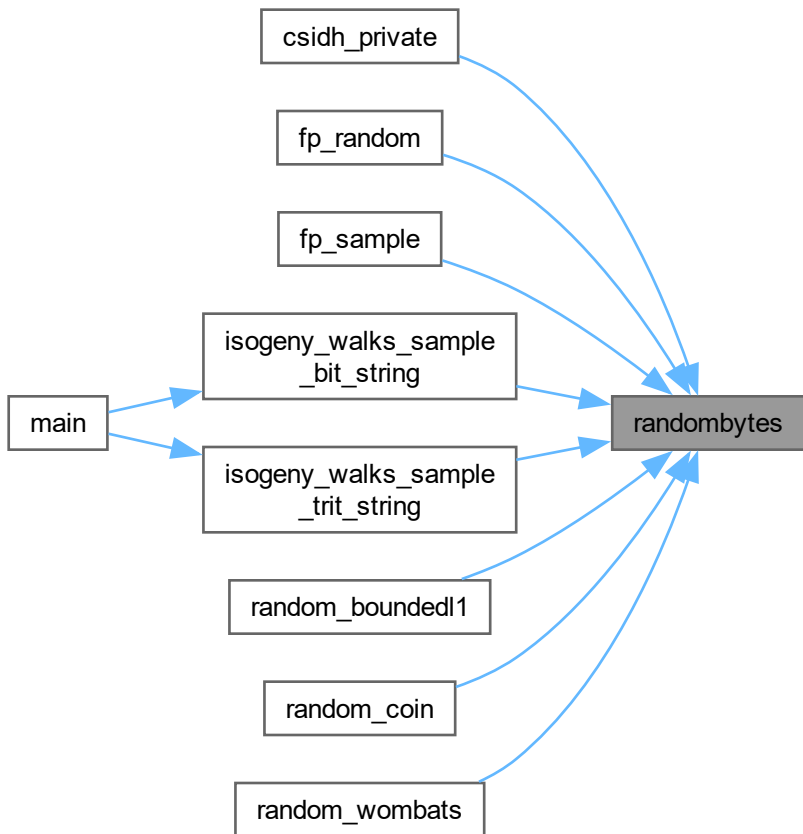 csidh_private
fp_random
fp_sample
isogeny_walks_sample
_bit_string
main
randombytes
isogeny_walks_sample
_trit_string
random_boundedl1
random_coin
random_wombats